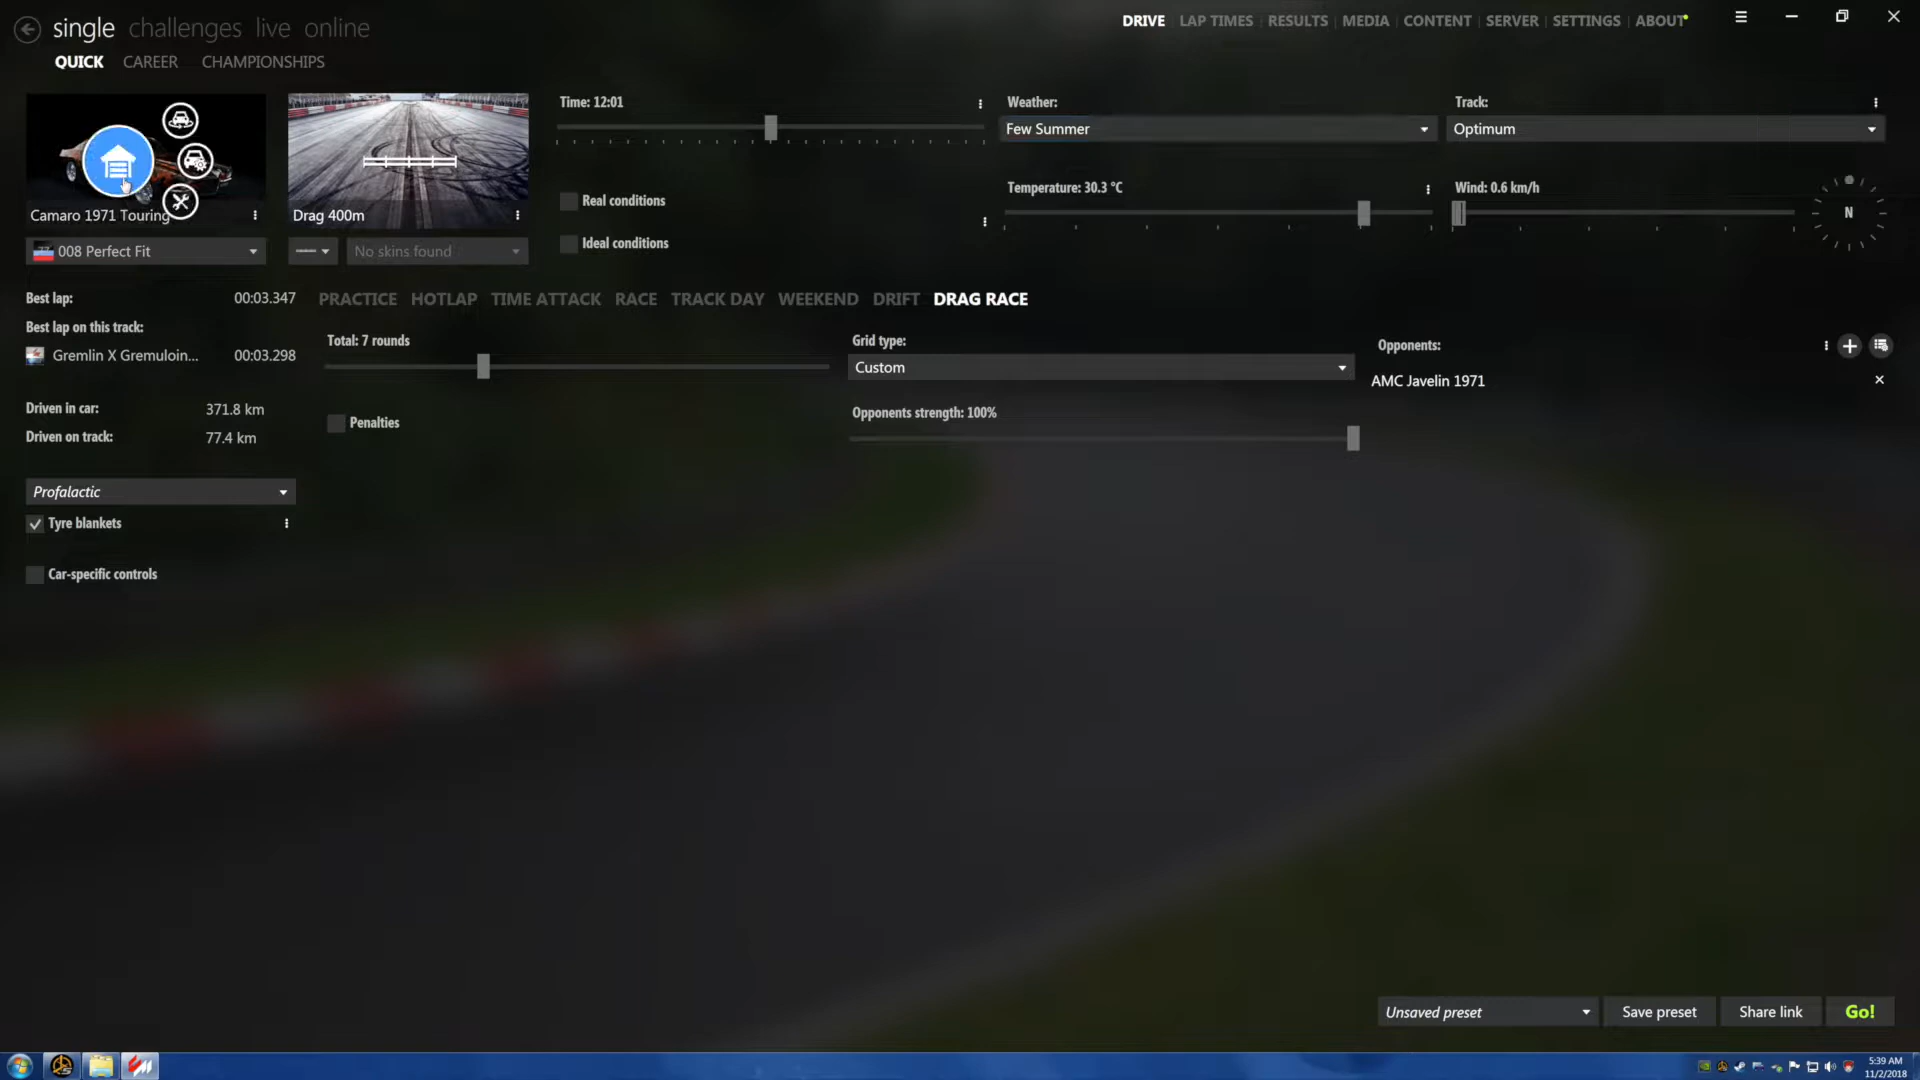 single challenges live online
DRIVE LAP TIMES RESULTS MEDIA CONTENT SERVER SETTINGS ABOUT
QUICK CAREER CHAMPIONSHIPS
Time: 12:01
Weather:
Track:
Few Summer
Optimum
Temperature: 30.3 °C
Wind: 0.6 km/h
Real conditions
N
Camaro 1971 Touring
Drag 400m
Ideal conditions
008 Perfect Fit
No skins found
Best lap: 00:03.347
PRACTICE HOTLAP TIME ATTACK RACE TRACK DAY WEEKEND DRIFT DRAG RACE
Best lap on this track:
Gremlin X Gremuloin... 00:03.298
Total: 7 rounds
Grid type:
Opponents:
Custom
AMC Javelin 1971
Driven in car: 371.8 km
Driven on track: 77.4 km
Penalties
Opponents strength: 100%
Profalactic
Tyre blankets
Car-specific controls
Unsaved preset
Save preset
Share link
Go!
5:39 AM
11/2/2018